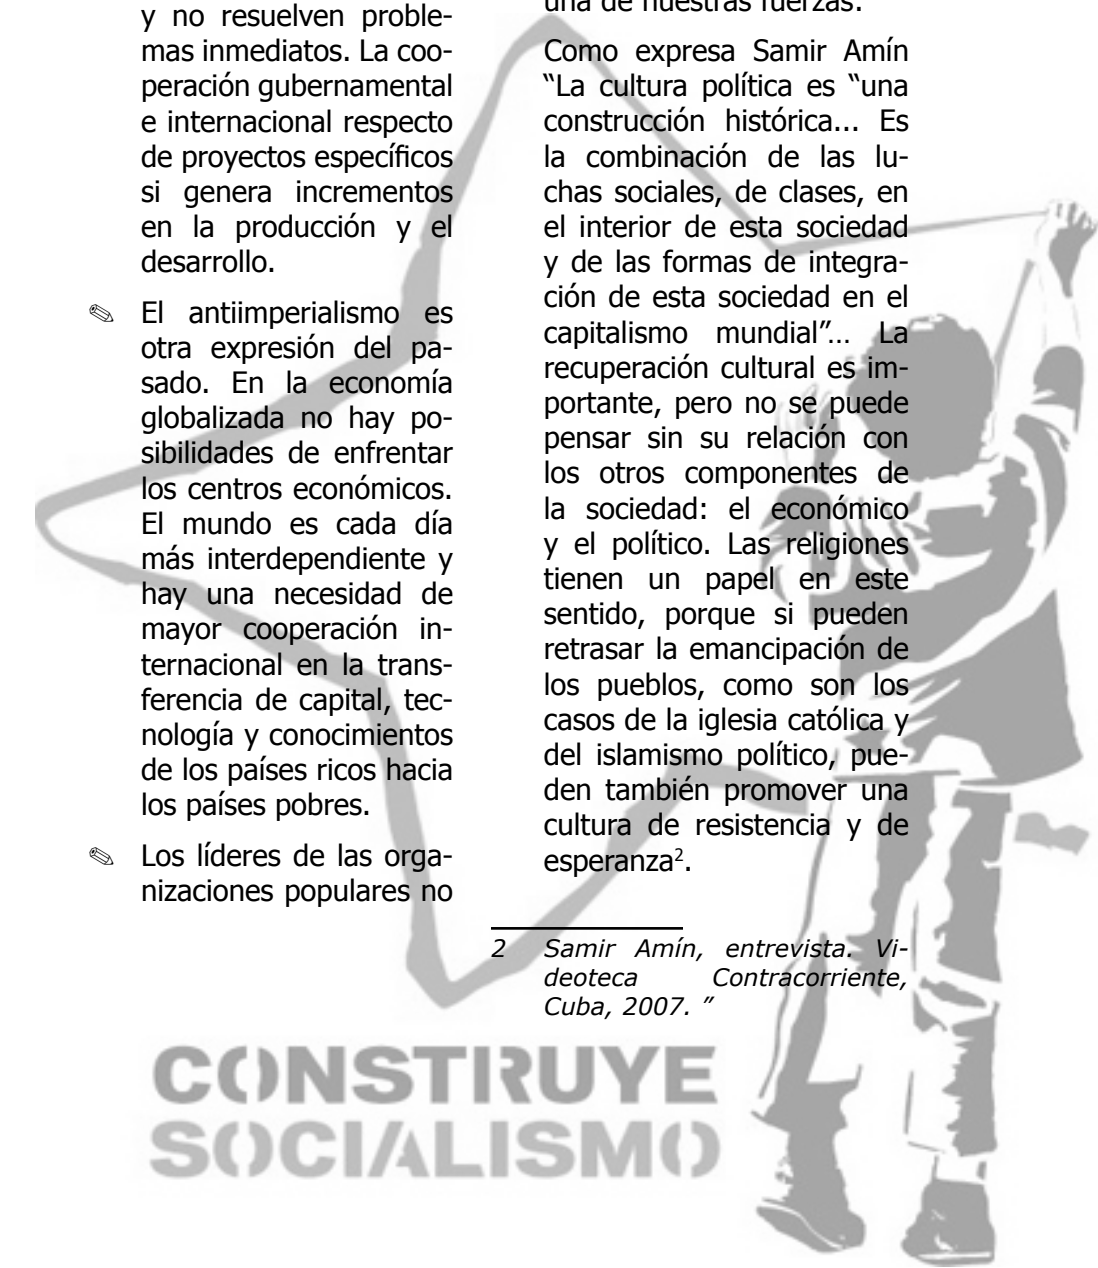 y no resuelven proble-
mas inmediatos. La coo-
peración gubernamental
e internacional respecto
de proyectos específicos
si genera incrementos
en la producción y el
desarrollo.
✎ El antiimperialismo es
otra expresión del pa-
sado. En la economía
globalizada no hay po-
sibilidades de enfrentar
los centros económicos.
El mundo es cada día
más interdependiente y
hay una necesidad de
mayor cooperación in-
ternacional en la trans-
ferencia de capital, tec-
nología y conocimientos
de los países ricos hacia
los países pobres.
✎ Los líderes de las orga-
nizaciones populares no
una de nuestras fuerzas.
Como expresa Samir Amín
“La cultura política es “una
construcción histórica... Es
la combinación de las lu-
chas sociales, de clases, en
el interior de esta sociedad
y de las formas de integra-
ción de esta sociedad en el
capitalismo mundial”… La
recuperación cultural es im-
portante, pero no se puede
pensar sin su relación con
los otros componentes de
la sociedad: el económico
y el político. Las religiones
tienen un papel en este
sentido, porque si pueden
retrasar la emancipación de
los pueblos, como son los
casos de la iglesia católica y
del islamismo político, pue-
den también promover una
cultura de resistencia y de
esperanza².
2 Samir Amín, entrevista. Vi-
deoteca Contracorriente,
Cuba, 2007. ”
CONSTRUYE
SOCIALISMO